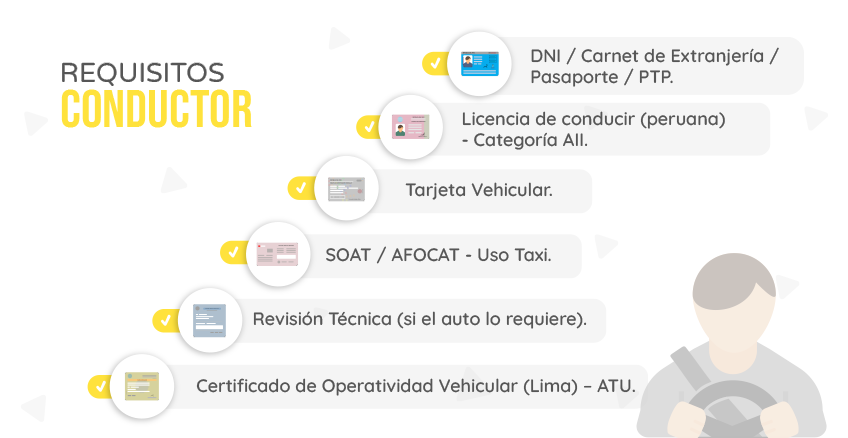 REQUISITOS
CONDUCTOR
DNI / Carnet de Extranjería /
Pasaporte / PTP.
Licencia de conducir (peruana)
- Categoría AII.
Tarjeta Vehicular.
SOAT / AFOCAT - Uso Taxi.
Revisión Técnica (si el auto lo requiere).
Certificado de Operatividad Vehicular (Lima) – ATU.